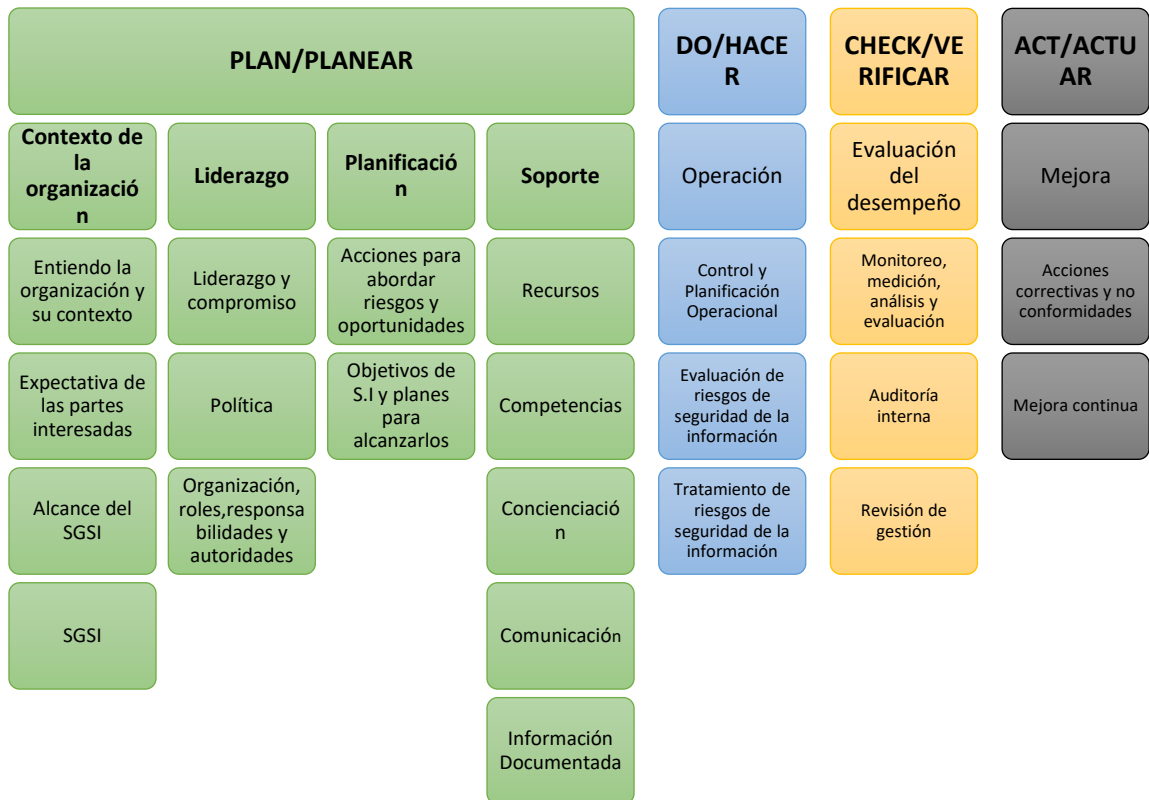 PLAN/PLANEAR
DO/HACE
R
CHECK/VE
RIFICAR
ACT/ACTU
AR
Contexto de
la
organizació
n
Liderazgo
Planificació
n
Soporte
Operación
Evaluación
del
desempeño
Mejora
Entiendo la
organización y
su contexto
Liderazgo y
compromiso
Acciones para
abordar
riesgos y
oportunidades
Recursos
Control y
Planificación
Operacional
Monitoreo,
medición,
análisis y
evaluación
Acciones
correctivas y no
conformidades
Expectativa de
las partes
interesadas
Política
Objetivos de
S.I y planes
para
alcanzarlos
Competencias
Evaluación de
riesgos de
seguridad de la
información
Auditoría
interna
Mejora continua
Alcance del
SGSI
Organización,
roles,responsa
bilidades y
autoridades
Concienciació
n
Tratamiento de
riesgos de
seguridad de la
información
Revisión de
gestión
SGSI
Comunicación
Información
Documentada